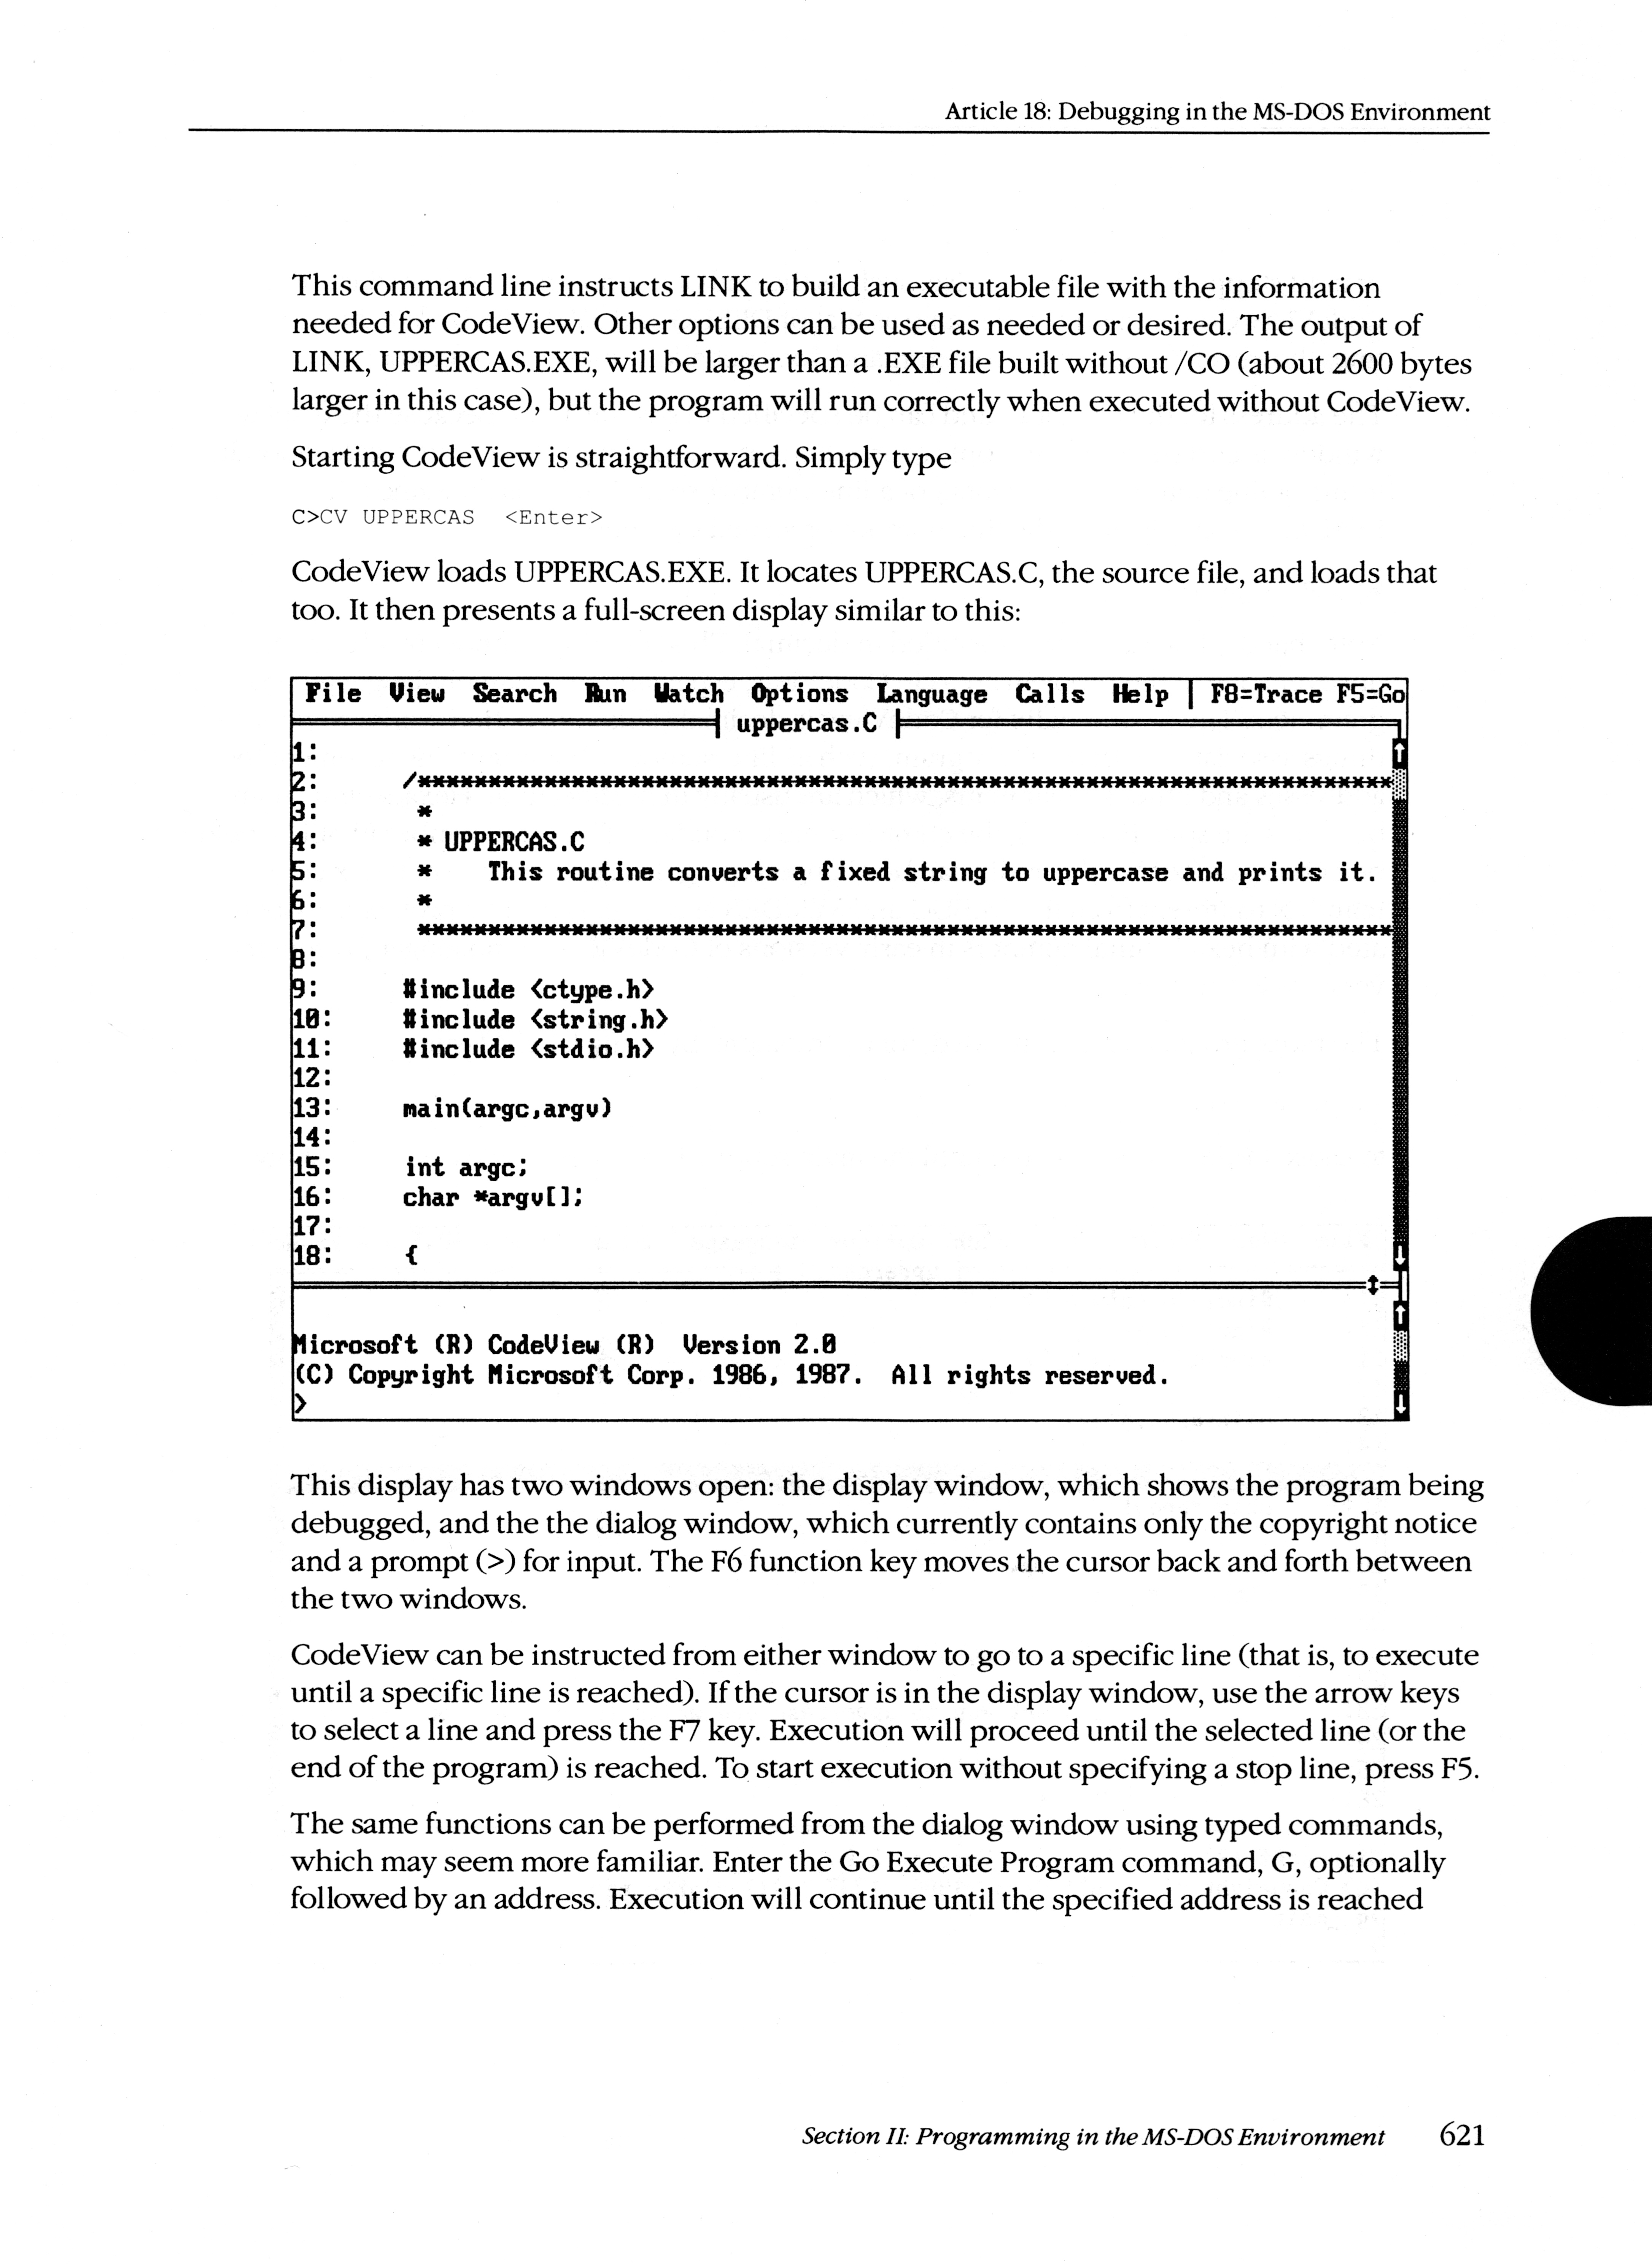 Article 18: Debugging in the MS-DOS Environment
This command line instructs LINK to build an executable file with the information
needed for CodeView. Other options can be used as needed or desired. The output of
LINK, UPPERCAS.EXE, will be larger than a .EXE file built without /CO (about 2600 bytes
larger in this case), but the program will run correctly when executed without CodeView.
Starting CodeView is straightforward. Simply type
C>CV UPPERCAS  <Enter>
CodeView loads UPPERCAS.EXE. It locates UPPERCAS.C, the source file, and loads that
too. It then presents a full-screen display similar to this:
File View Search Run Watch Options Language Calls Help | F8=Trace F5=Go
uppercas.C
1:
2: /**********************************************************************
3: *
4: * UPPERCAS.C
5: * This routine converts a fixed string to uppercase and prints it.
6: *
7: **********************************************************************
8:
9: #include <ctype.h>
10: #include <string.h>
11: #include <stdio.h>
12:
13: main(argc,argv)
14:
15: int argc;
16: char *argv[];
17:
18: {
Microsoft (R) CodeView (R) Version 2.0
(C) Copyright Microsoft Corp. 1986, 1987. All rights reserved.
>
This display has two windows open: the display window, which shows the program being
debugged, and the the dialog window, which currently contains only the copyright notice
and a prompt (>) for input. The F6 function key moves the cursor back and forth between
the two windows.
CodeView can be instructed from either window to go to a specific line (that is, to execute
until a specific line is reached). If the cursor is in the display window, use the arrow keys
to select a line and press the F7 key. Execution will proceed until the selected line (or the
end of the program) is reached. To start execution without specifying a stop line, press F5.
The same functions can be performed from the dialog window using typed commands,
which may seem more familiar. Enter the Go Execute Program command, G, optionally
followed by an address. Execution will continue until the specified address is reached
Section II: Programming in the MS-DOS Environment 621